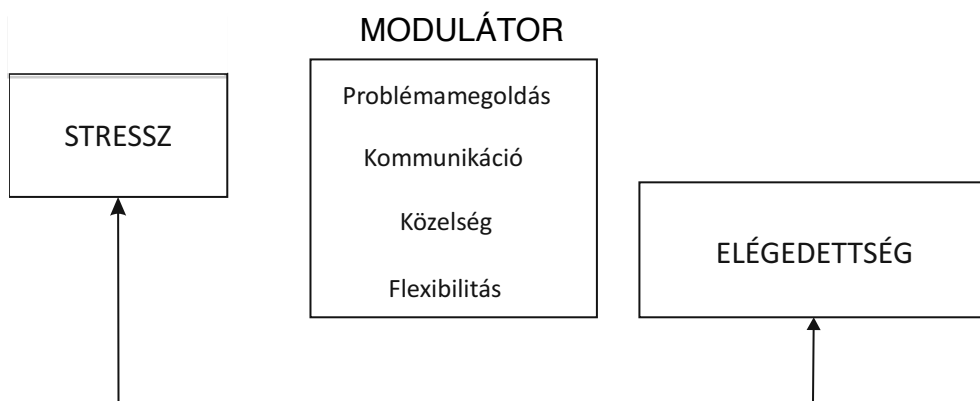 MODULÁTOR
STRESSZ
Problémamegoldás
Kommunikáció
Közelség
Flexibilitás
ELÉGEDETTSÉG